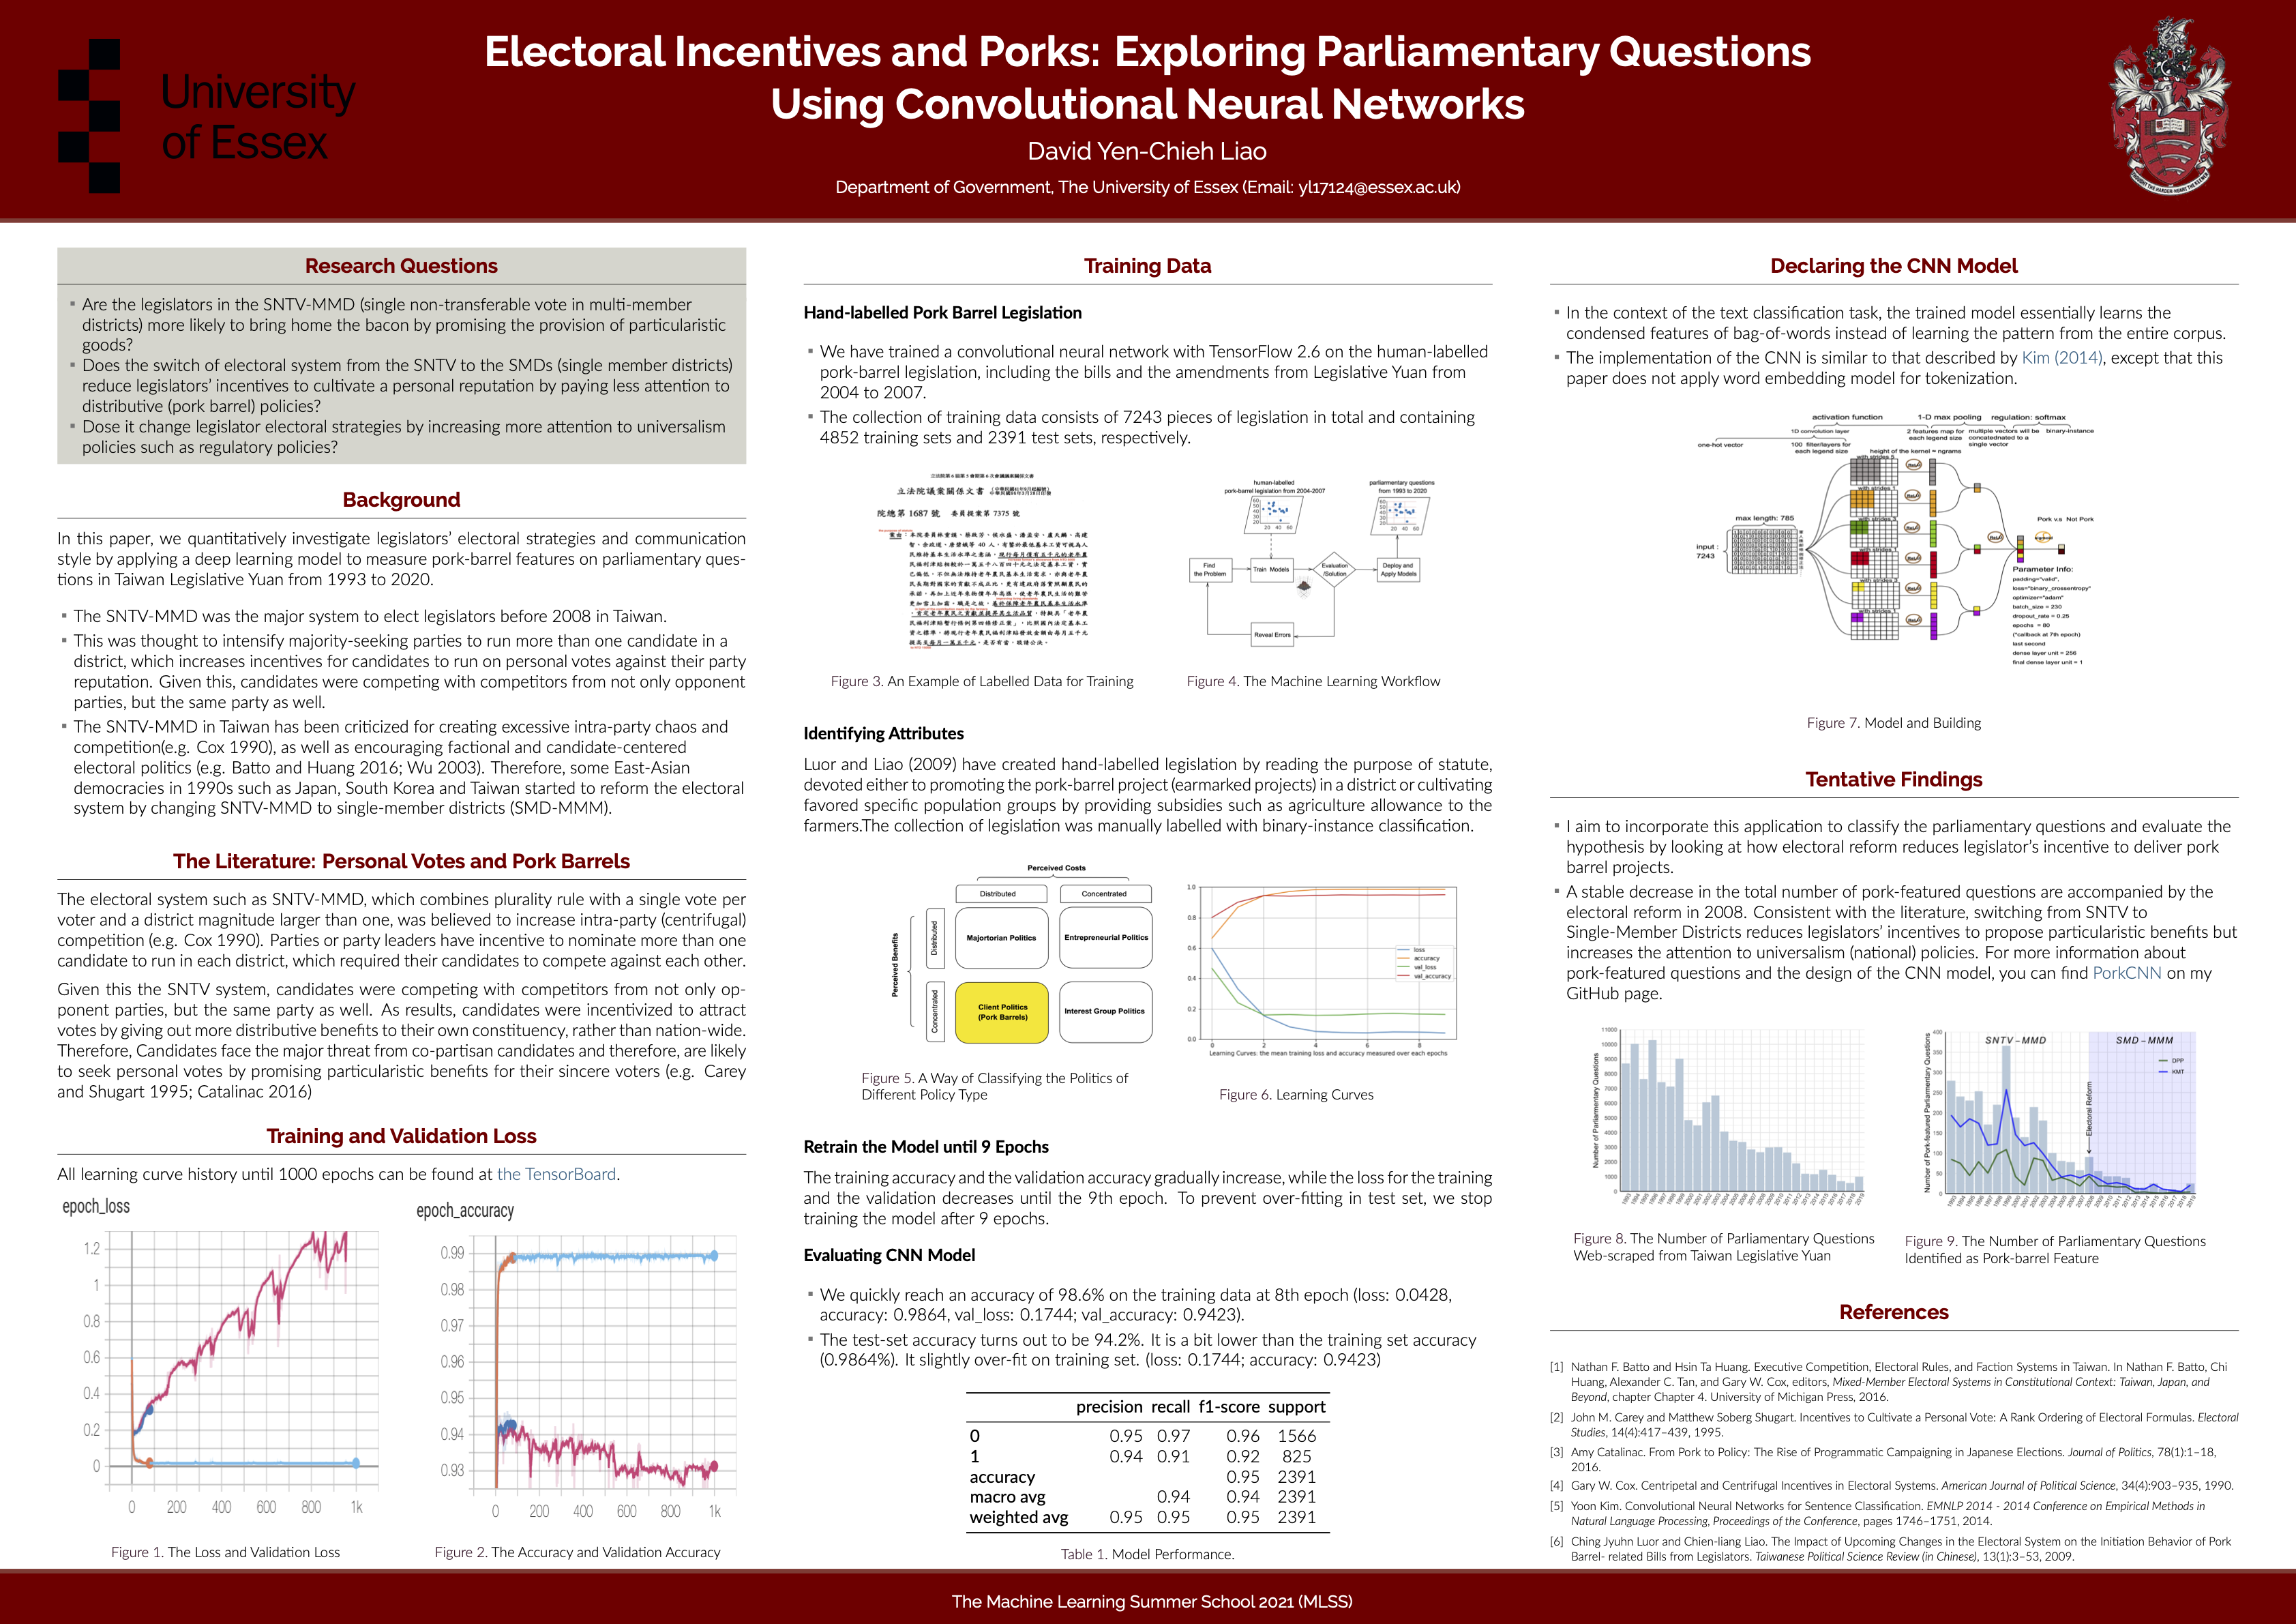 University
of Essex
Electoral Incentives and Porks: Exploring Parliamentary Questions
Using Convolutional Neural Networks
David Yen-Chieh Liao
Department of Government, The University of Essex (Email: yl17124@essex.ac.uk)
Research Questions
Are the legislators in the SNTV-MMD (single non-transferable vote in multi-member
districts) more likely to bring home the bacon by promising the provision of particularistic
goods?
Does the switch of electoral system from the SNTV to the SMDs (single member districts)
reduce legislators' incentives to cultivate a personal reputation by paying less attention to
distributive (pork barrel) policies?
Dose it change legislator electoral strategies by increasing more attention to universalism
policies such as regulatory policies?
Background
In this paper, we quantitatively investigate legislators' electoral strategies and communication
style by applying a deep learning model to measure pork-barrel features on parliamentary ques-
tions in Taiwan Legislative Yuan from 1993 to 2020.
The SNTV-MMD was the major system to elect legislators before 2008 in Taiwan.
This was thought to intensify majority-seeking parties to run more than one candidate in a
district, which increases incentives for candidates to run on personal votes against their party
reputation. Given this, candidates were competing with competitors from not only opponent
parties, but the same party as well.
The SNTV-MMD in Taiwan has been criticized for creating excessive intra-party chaos and
competition(e.g. Cox 1990), as well as encouraging factional and candidate-centered
electoral politics (e.g. Batto and Huang 2016; Wu 2003). Therefore, some East-Asian
democracies in 1990s such as Japan, South Korea and Taiwan started to reform the electoral
system by changing SNTV-MMD to single-member districts (SMD-MMM).
The Literature: Personal Votes and Pork Barrels
The electoral system such as SNTV-MMD, which combines plurality rule with a single vote per
voter and a district magnitude larger than one, was believed to increase intra-party (centrifugal)
competition (e.g. Cox 1990). Parties or party leaders have incentive to nominate more than one
candidate to run in each district, which required their candidates to compete against each other.
Given this the SNTV system, candidates were competing with competitors from not only op-
ponent parties, but the same party as well. As results, candidates were incentivized to attract
votes by giving out more distributive benefits to their own constituency, rather than nation-wide.
Therefore, Candidates face the major threat from co-partisan candidates and therefore, are likely
to seek personal votes by promising particularistic benefits for their sincere voters (e.g. Carey
and Shugart 1995; Catalinac 2016)
Training and Validation Loss
All learning curve history until 1000 epochs can be found at the TensorBoard.
epoch_loss
1.2
1
0.8
0.6
0.4
0.2
0
0 200 400 600 800 1k
Figure 1. The Loss and Validation Loss
epoch_accuracy
0.99
0.98
0.97
0.96
0.95
0.94
0.93
0 200 400 600 800 1k
Figure 2. The Accuracy and Validation Accuracy
Training Data
Hand-labelled Pork Barrel Legislation
We have trained a convolutional neural network with TensorFlow 2.6 on the human-labelled
pork-barrel legislation, including the bills and the amendments from Legislative Yuan from
2004 to 2007.
The collection of training data consists of 7243 pieces of legislation in total and containing
4852 training sets and 2391 test sets, respectively.
立法院議案關係文書
院總第 1687 號 委員提案第 7375 號
Figure 3. An Example of Labelled Data for Training
human-labelled
pork-barrel legislation from 2004-2007
parliamentary questions
from 1993 to 2020
Find
the Problem
Train Models
Evaluation
/Solution
Deploy and
Apply Models
Reveal Errors
Figure 4. The Machine Learning Workflow
Identifying Attributes
Luor and Liao (2009) have created hand-labelled legislation by reading the purpose of statute,
devoted either to promoting the pork-barrel project (earmarked projects) in a district or cultivating
favored specific population groups by providing subsidies such as agriculture allowance to the
farmers.The collection of legislation was manually labelled with binary-instance classification.
Perceived Costs
Distributed Concentrated
Perceived Benefits
Distributed
Majortorian Politics Entrepreneurial Politics
Concentrated
Client Politics
(Pork Barrels)
Interest Group Politics
Figure 5. A Way of Classifying the Politics of
Different Policy Type
1.0
0.8
0.6
0.4
0.2
0.0
loss
accuracy
val_loss
val_accuracy
0 2 4 6 8
Learning Curves: the mean training loss and accuracy measured over each epochs
Figure 6. Learning Curves
Retrain the Model until 9 Epochs
The training accuracy and the validation accuracy gradually increase, while the loss for the training
and the validation decreases until the 9th epoch. To prevent over-fitting in test set, we stop
training the model after 9 epochs.
Evaluating CNN Model
We quickly reach an accuracy of 98.6% on the training data at 8th epoch (loss: 0.0428,
accuracy: 0.9864, val_loss: 0.1744; val_accuracy: 0.9423).
The test-set accuracy turns out to be 94.2%. It is a bit lower than the training set accuracy
(0.9864%). It slightly over-fit on training set. (loss: 0.1744; accuracy: 0.9423)
precision recall f1-score support
0 0.95 0.97 0.96 1566
1 0.94 0.91 0.92 825
accuracy 0.95 2391
macro avg 0.94 0.94 2391
weighted avg 0.95 0.95 0.95 2391
Table 1. Model Performance.
Declaring the CNN Model
In the context of the text classification task, the trained model essentially learns the
condensed features of bag-of-words instead of learning the pattern from the entire corpus.
The implementation of the CNN is similar to that described by Kim (2014), except that this
paper does not apply word embedding model for tokenization.
activation function 1-D max pooling regulation: softmax
one-hot vector
1D convolution layer
100 filter/layers for
each legend size
2 features map for
each legend size
multiple vectors will be
concatednated to a
single vector
binary-instance
height of the kernel = ngrams
max length: 785
input :
7243
Pork v.s Not Pork
Parameter Info:
padding="valid",
loss="binary_crossentropy"
optimizer="adam"
batch_size = 230
dropout_rate = 0.25
epochs = 80
("callback at 7th epoch)
last second
dense layer unit = 256
final dense layer unit = 1
Figure 7. Model and Building
Tentative Findings
I aim to incorporate this application to classify the parliamentary questions and evaluate the
hypothesis by looking at how electoral reform reduces legislator's incentive to deliver pork
barrel projects.
A stable decrease in the total number of pork-featured questions are accompanied by the
electoral reform in 2008. Consistent with the literature, switching from SNTV to
Single-Member Districts reduces legislators' incentives to propose particularistic benefits but
increases the attention to universalism (national) policies. For more information about
pork-featured questions and the design of the CNN model, you can find PorkCNN on my
GitHub page.
Number of Parliarmentary Questions
11000
10000
9000
8000
7000
6000
5000
4000
3000
2000
1000
0
Figure 8. The Number of Parliamentary Questions
Web-scraped from Taiwan Legislative Yuan
Number of Pork-featured Parliamentary Questions
400
350
300
250
200
150
100
50
0
SNTV-MMD SMD-MMM
DPP
KMT
Electoral Reform
Figure 9. The Number of Parliamentary Questions
Identified as Pork-barrel Feature
References
[1] Nathan F. Batto and Hsin Ta Huang. Executive Competition, Electoral Rules, and Faction Systems in Taiwan. In Nathan F. Batto, Chi
Huang, Alexander C. Tan, and Gary W. Cox, editors, Mixed-Member Electoral Systems in Constitutional Context: Taiwan, Japan, and
Beyond, chapter Chapter 4. University of Michigan Press, 2016.
[2] John M. Carey and Matthew Soberg Shugart. Incentives to Cultivate a Personal Vote: A Rank Ordering of Electoral Formulas. Electoral
Studies, 14(4):417–439, 1995.
[3] Amy Catalinac. From Pork to Policy: The Rise of Programmatic Campaigning in Japanese Elections. Journal of Politics, 78(1):1–18,
2016.
[4] Gary W. Cox. Centripetal and Centrifugal Incentives in Electoral Systems. American Journal of Political Science, 34(4):903–935, 1990.
[5] Yoon Kim. Convolutional Neural Networks for Sentence Classification. EMNLP 2014 - 2014 Conference on Empirical Methods in
Natural Language Processing, Proceedings of the Conference, pages 1746–1751, 2014.
[6] Ching Jyuhn Luor and Chien-liang Liao. The Impact of Upcoming Changes in the Electoral System on the Initiation Behavior of Pork
Barrel- related Bills from Legislators. Taiwanese Political Science Review (in Chinese), 13(1):3–53, 2009.
The Machine Learning Summer School 2021 (MLSS)